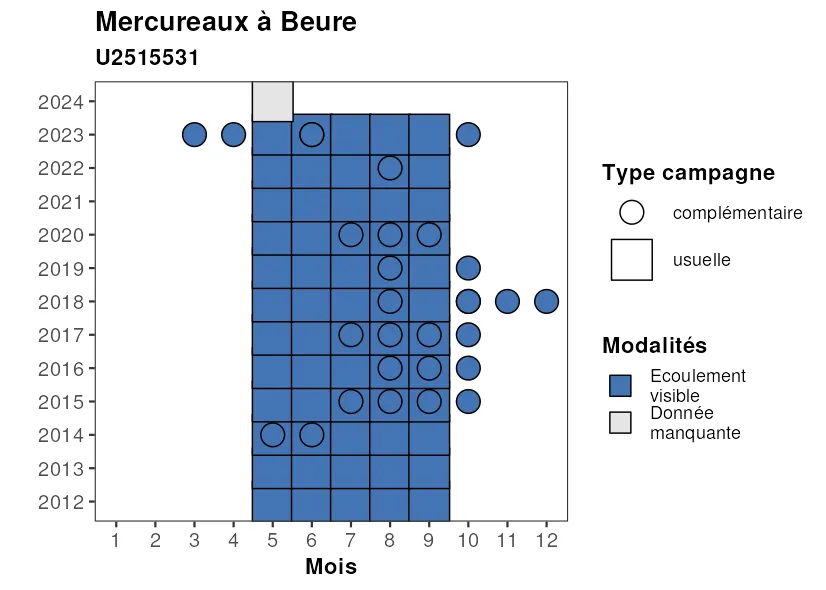 Mercureaux à Beure
U2515531
2024
2023
2022
2021
2020
2019
2018
2017
2016
2015
2014
2013
2012
1 2 3 4 5 6 7 8 9 10 11 12
Mois
Type campagne
complémentaire
usuelle
Modalités
Ecoulement
visible
Donnée
manquante